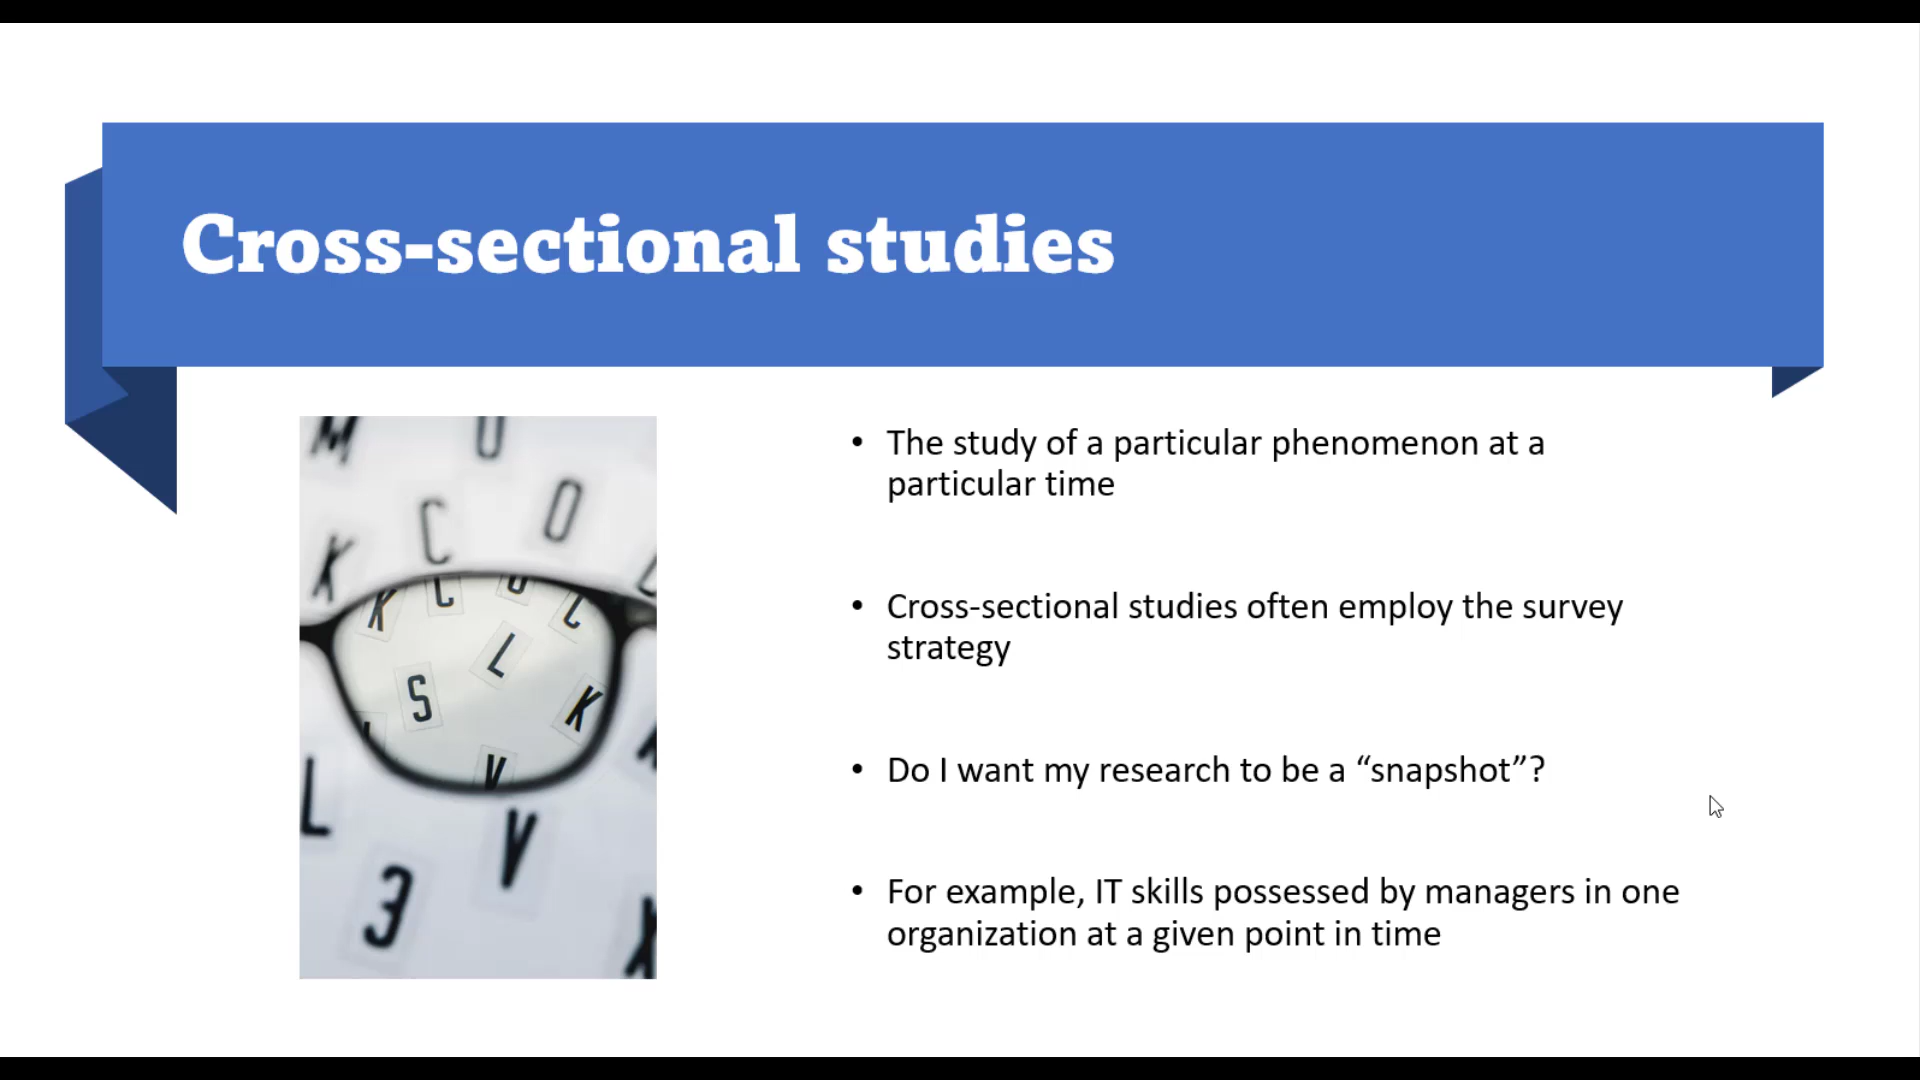 Cross-sectional studies
M U
C O
K
K C U C
L
S K
V
L V
3
• The study of a particular phenomenon at a
particular time
• Cross-sectional studies often employ the survey
strategy
• Do I want my research to be a “snapshot”?
• For example, IT skills possessed by managers in one
organization at a given point in time